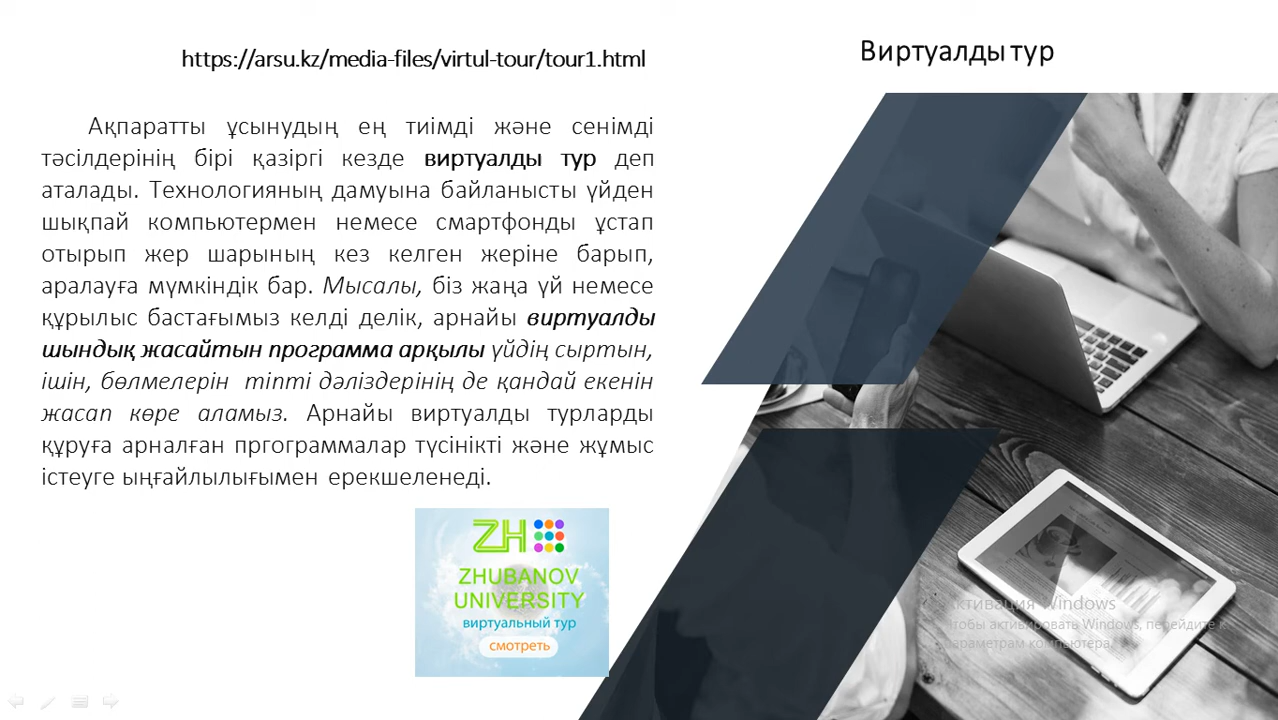 https://arsu.kz/media-files/virtul-tour/tour1.html
Виртуалды тур
Ақпаратты ұсынудың ең тиімді және сенімді
тәсілдерінің бірі қазіргі кезде виртуалды тур деп
аталады. Технологияның дамуына байланысты үйден
шықпай компьютермен немесе смартфонды ұстап
отырып жер шарының кез келген жеріне барып,
аралауға мүмкіндік бар. Мысалы, біз жаңа үй немесе
құрылыс бастағымыз келді делік, арнайы виртуалды
шындық жасайтын программа арқылы үйдің сыртын,
ішін, бөлмелерін тіпті дәліздерінің де қандай екенін
жасап көре аламыз. Арнайы виртуалды турларды
құруға арналған пргограммалар түсінікті және жұмыс
істеуге ыңғайлылығымен ерекшеленеді.
ZH
ZHUBANOV
UNIVERSITY
виртуальный тур
смотреть
Активация Windows
Чтобы активировать Windows, перейдите к
параметрам компьютера.